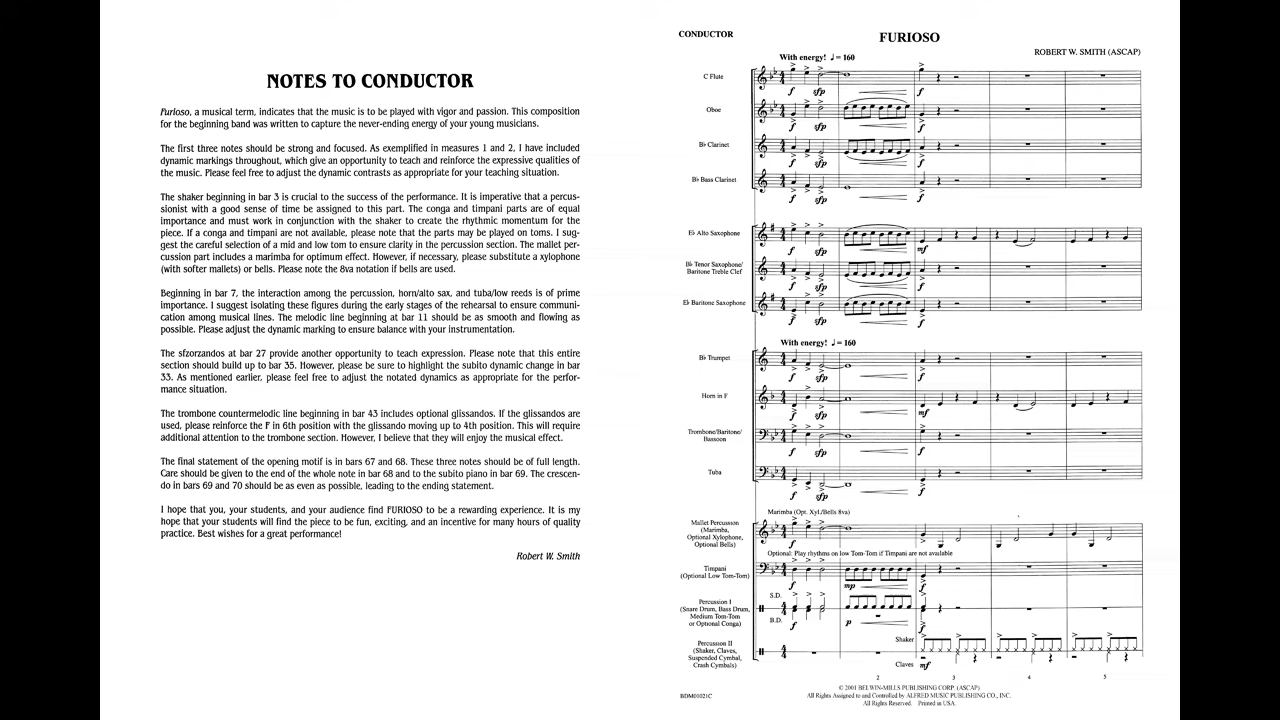 NOTES TO CONDUCTOR
Furioso, a musical term, indicates that the music is to be played with vigor and passion. This composition
for the beginning band was written to capture the never-ending energy of your young musicians.
The first three notes should be strong and focused. As exemplified in measures 1 and 2, I have included
dynamic markings throughout, which give an opportunity to teach and reinforce the expressive qualities of
the music. Please feel free to adjust the dynamic contrasts as appropriate for your teaching situation.
The shaker beginning in bar 3 is crucial to the success of the performance. It is imperative that a percus-
sionist with a good sense of time be assigned to this part. The conga and timpani parts are of equal
importance and must work in conjunction with the shaker to create the rhythmic momentum for the
piece. If a conga and timpani are not available, please note that the parts may be played on toms. I sug-
gest the careful selection of a mid and low tom to ensure clarity in the percussion section. The mallet per-
cussion part includes a marimba for optimum effect. However, if necessary, please substitute a xylophone
(with softer mallets) or bells. Please note the 8va notation if bells are used.
Beginning in bar 7, the interaction among the percussion, horn/alto sax, and tuba/low reeds is of prime
importance. I suggest isolating these figures during the early stages of the rehearsal to ensure communi-
cation among musical lines. The melodic line beginning at bar 11 should be as smooth and flowing as
possible. Please adjust the dynamic marking to ensure balance with your instrumentation.
The sfzorzandos at bar 27 provide another opportunity to teach expression. Please note that this entire
section should build up to bar 35. However, please be sure to highlight the subito dynamic change in bar
33. As mentioned earlier, please feel free to adjust the notated dynamics as appropriate for the perfor-
mance situation.
The trombone countermelodic line beginning in bar 43 includes optional glissandos. If the glissandos are
used, please reinforce the F in 6th position with the glissando moving up to 4th position. This will require
additional attention to the trombone section. However, I believe that they will enjoy the musical effect.
The final statement of the opening motif is in bars 67 and 68. These three notes should be of full length.
Care should be given to the end of the whole note in bar 68 and to the subito piano in bar 69. The crescen-
do in bars 69 and 70 should be as even as possible, leading to the ending statement.
I hope that you, your students, and your audience find FURIOSO to be a rewarding experience. It is my
hope that your students will find the piece to be fun, exciting, and an incentive for many hours of quality
practice. Best wishes for a great performance!
Robert W. Smith
CONDUCTOR
FURIOSO
ROBERT W. SMITH (ASCAP)
With energy! ♩ = 160
C Flute
f sfp f
Oboe
f sfp f
B♭ Clarinet
f sfp f
B♭ Bass Clarinet
f sfp f
E♭ Alto Saxophone
f sfp mf
B♭ Tenor Saxophone/
Baritone Treble Clef
f sfp f
E♭ Baritone Saxophone
f sfp f
With energy! ♩ = 160
B♭ Trumpet
f sfp f
Horn in F
f sfp mf
Trombone/Baritone/
Bassoon
f sfp f
Tuba
f sfp f
Marimba (Opt. Xyl./Bells 8va)
Mallet Percussion
(Marimba,
Optional Xylophone,
Optional Bells)
f mf
Optional: Play rhythms on low Tom-Tom if Timpani are not available
Timpani
(Optional Low Tom-Tom)
f mp f
S.D.
Percussion I
(Snare Drum, Bass Drum,
Medium Tom-Tom
or Optional Conga)
B.D.
f p f
Shaker
Percussion II
(Shaker, Claves,
Suspended Cymbal,
Crash Cymbals)
Claves mf
2 3 4 5
© 2001 BELWIN-MILLS PUBLISHING CORP. (ASCAP)
All Rights Assigned to and Controlled by ALFRED MUSIC PUBLISHING CO., INC.
All Rights Reserved. Printed in USA.
BDM01021C